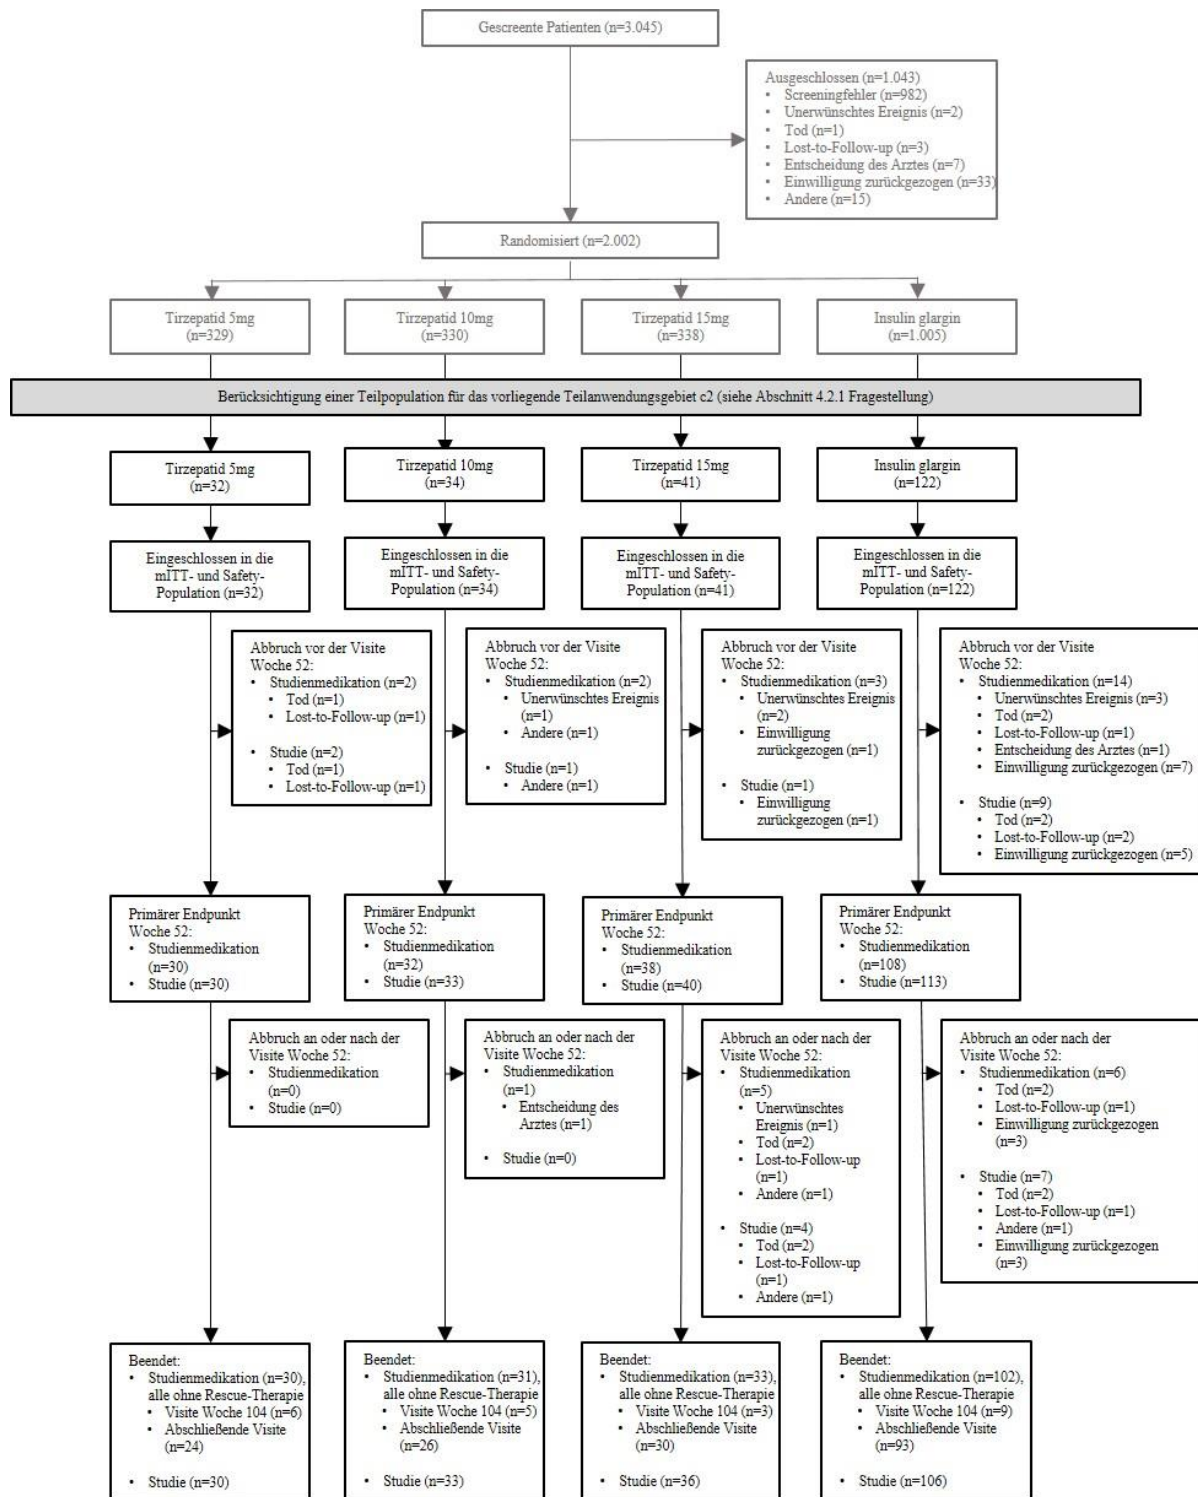 Gescreente Patienten (n=3.045)
Ausgeschlossen (n=1.043)
• Screeningfehler (n=982)
• Unerwünschtes Ereignis (n=2)
• Tod (n=1)
• Lost-to-Follow-up (n=3)
• Entscheidung des Arztes (n=7)
• Einwilligung zurückgezogen (n=33)
• Andere (n=15)
Randomisiert (n=2.002)
Tirzepatid 5mg
(n=329)
Tirzepatid 10mg
(n=330)
Tirzepatid 15mg
(n=338)
Insulin glargin
(n=1.005)
Berücksichtigung einer Teilpopulation für das vorliegende Teilanwendungsgebiet c2 (siehe Abschnitt 4.2.1 Fragestellung)
Tirzepatid 5mg
(n=32)
Tirzepatid 10mg
(n=34)
Tirzepatid 15mg
(n=41)
Insulin glargin
(n=122)
Eingeschlossen in die
mITT- und Safety-
Population (n=32)
Eingeschlossen in die
mITT- und Safety-
Population (n=34)
Eingeschlossen in die
mITT- und Safety-
Population (n=41)
Eingeschlossen in die
mITT- und Safety-
Population (n=122)
Abbruch vor der Visite
Woche 52:
• Studienmedikation (n=2)
• Tod (n=1)
• Lost-to-Follow-up (n=1)
• Studie (n=2)
• Tod (n=1)
• Lost-to-Follow-up (n=1)
Abbruch vor der Visite
Woche 52:
• Studienmedikation (n=2)
• Unerwünschtes Ereignis
(n=1)
• Andere (n=1)
• Studie (n=1)
• Andere (n=1)
Abbruch vor der Visite
Woche 52:
• Studienmedikation (n=3)
• Unerwünschtes Ereignis
(n=2)
• Einwilligung
zurückgezogen (n=1)
• Studie (n=1)
• Einwilligung
zurückgezogen (n=1)
Abbruch vor der Visite
Woche 52:
• Studienmedikation (n=14)
• Unerwünschtes Ereignis (n=3)
• Tod (n=2)
• Lost-to-Follow-up (n=1)
• Entscheidung des Arztes (n=1)
• Einwilligung zurückgezogen (n=7)
• Studie (n=9)
• Tod (n=2)
• Lost-to-Follow-up (n=2)
• Einwilligung zurückgezogen (n=5)
Primärer Endpunkt
Woche 52:
• Studienmedikation
(n=30)
• Studie (n=30)
Primärer Endpunkt
Woche 52:
• Studienmedikation
(n=32)
• Studie (n=33)
Primärer Endpunkt
Woche 52:
• Studienmedikation
(n=38)
• Studie (n=40)
Primärer Endpunkt
Woche 52:
• Studienmedikation
(n=108)
• Studie (n=113)
Abbruch an oder nach der
Visite Woche 52:
• Studienmedikation
(n=0)
• Studie (n=0)
Abbruch an oder nach der
Visite Woche 52:
• Studienmedikation
(n=1)
• Entscheidung des
Arztes (n=1)
• Studie (n=0)
Abbruch an oder nach der
Visite Woche 52:
• Studienmedikation
(n=5)
• Unerwünschtes
Ereignis (n=1)
• Tod (n=2)
• Lost-to-Follow-up
(n=1)
• Andere (n=1)
• Studie (n=4)
• Tod (n=2)
• Lost-to-Follow-up
(n=1)
• Andere (n=1)
Abbruch an oder nach der
Visite Woche 52:
• Studienmedikation (n=6)
• Tod (n=2)
• Lost-to-Follow-up (n=1)
• Einwilligung zurückgezogen
(n=3)
• Studie (n=7)
• Tod (n=2)
• Lost-to-Follow-up (n=1)
• Andere (n=1)
• Einwilligung zurückgezogen
(n=3)
Beendet:
• Studienmedikation (n=30),
alle ohne Rescue-Therapie
• Visite Woche 104 (n=6)
• Abschließende Visite
(n=24)
• Studie (n=30)
Beendet:
• Studienmedikation (n=31),
alle ohne Rescue-Therapie
• Visite Woche 104 (n=5)
• Abschließende Visite
(n=26)
• Studie (n=33)
Beendet:
• Studienmedikation (n=33),
alle ohne Rescue-Therapie
• Visite Woche 104 (n=3)
• Abschließende Visite
(n=30)
• Studie (n=36)
Beendet:
• Studienmedikation (n=102),
alle ohne Rescue-Therapie
• Visite Woche 104 (n=9)
• Abschließende Visite
(n=93)
• Studie (n=106)